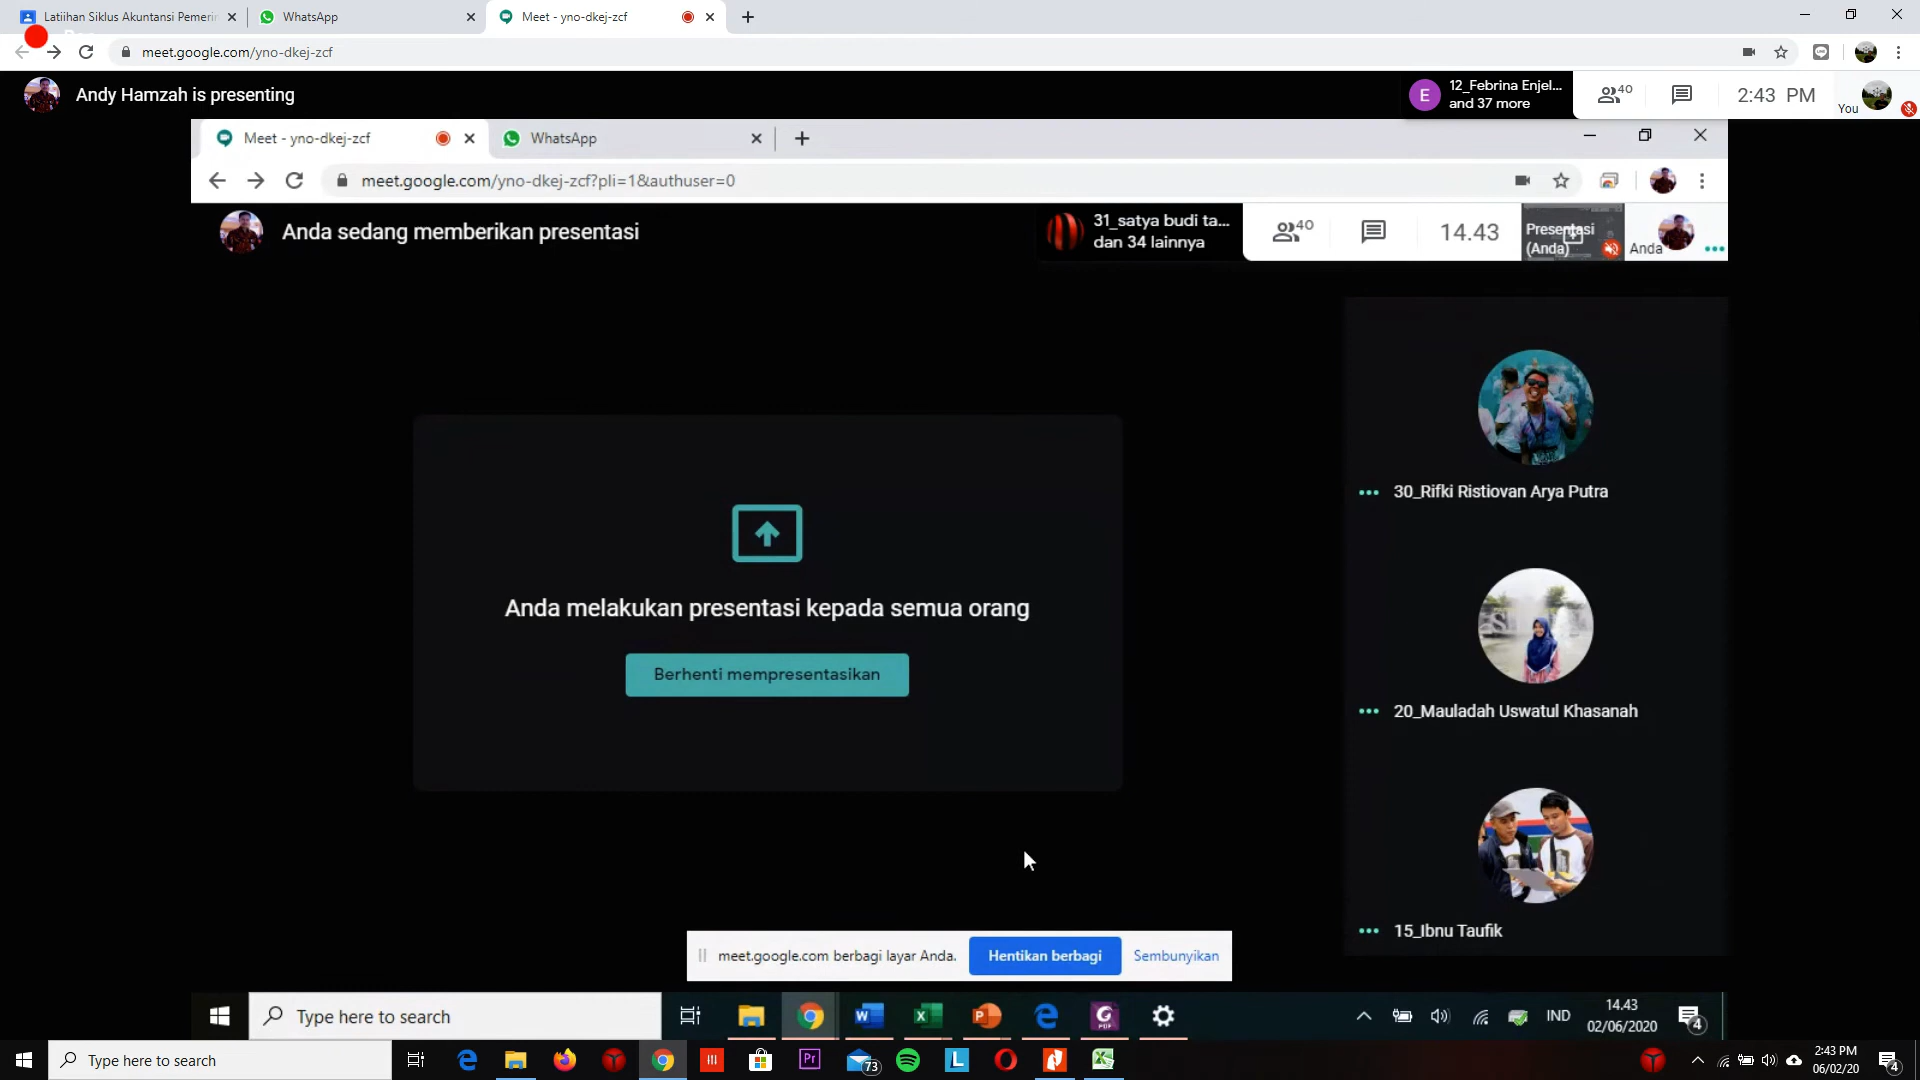 Latiihan Siklus Akuntansi Pemerin
WhatsApp
Meet - yno-dkej-zcf
meet.google.com/yno-dkej-zcf
Andy Hamzah is presenting
E
12_Febrina Enjel...
and 37 more
40
2:43 PM
You
Meet - yno-dkej-zcf
WhatsApp
meet.google.com/yno-dkej-zcf?pli=1&authuser=0
Anda sedang memberikan presentasi
31_satya budi ta...
dan 34 lainnya
40
14.43
Presentasi
(Anda)
Anda
30_Rifki Ristiovan Arya Putra
Anda melakukan presentasi kepada semua orang
Berhenti mempresentasikan
20_Mauladah Uswatul Khasanah
15_Ibnu Taufik
meet.google.com berbagi layar Anda.
Hentikan berbagi
Sembunyikan
Type here to search
IND
14.43
02/06/2020
4
Type here to search
Pr
73
L
2:43 PM
06/02/20
4